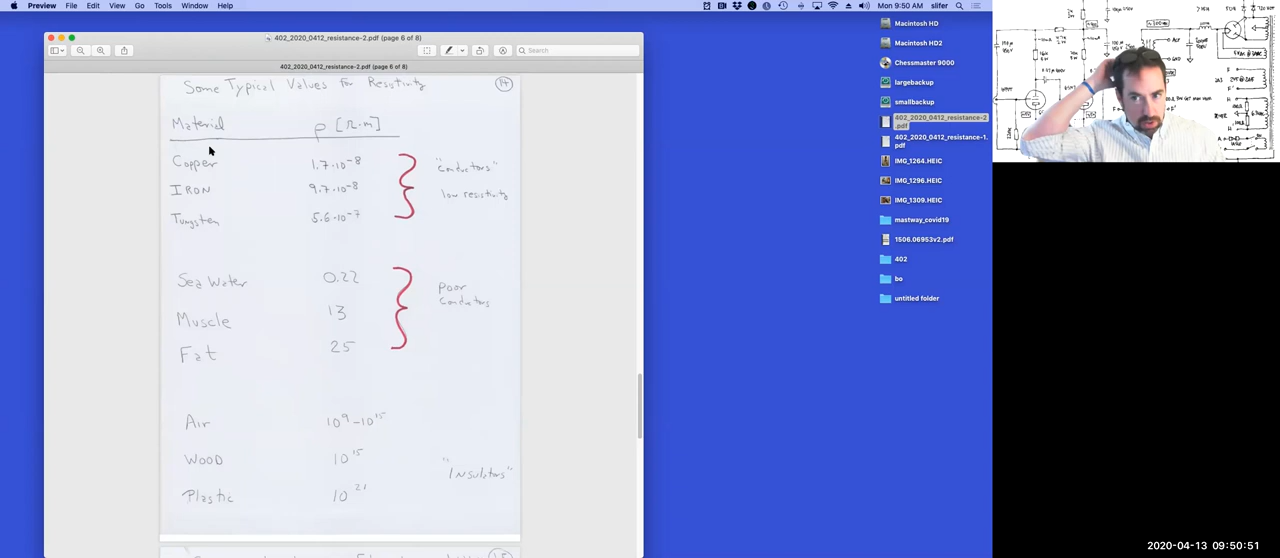 Preview File Edit View Go Tools Window Help
Mon 9:50 AM slifer
402_2020_0412_resistance-2.pdf (page 6 of 8)
Search
402_2020_0412_resistance-2.pdf (page 6 of 8)
Some Typical Values For Resistivity 14
Material ρ [Ω·m]
Copper 1.7·10⁻⁸
IRON 9.7·10⁻⁸
Tungsten 5.6·10⁻⁷
"Conductors"
low resistivity
Sea Water 0.22
Muscle 13
Fat 25
poor
conductors
Air 10⁹-10¹⁵
WOOD 10¹⁵
Plastic 10²¹
"Insulators"
15
Macintosh HD
Macintosh HD2
Chessmaster 9000
largebackup
smallbackup
402_2020_0412_resistance-2
.pdf
402_2020_0412_resistance-1.
pdf
IMG_1264.HEIC
IMG_1296.HEIC
IMG_1309.HEIC
mastway_covid19
1506.06953v2.pdf
402
bo
untitled folder
2020-04-13 09:50:51